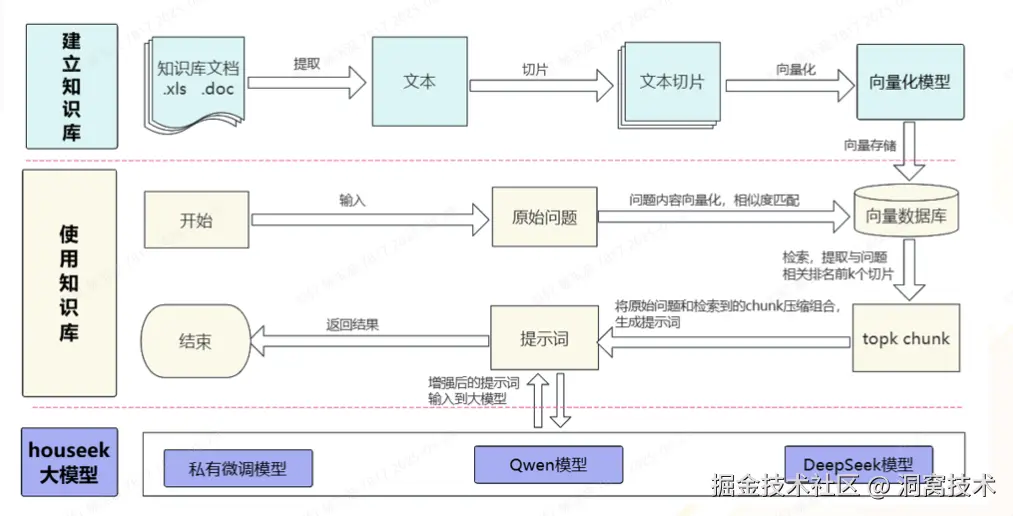 建立知识库
知识库文档
.xls .doc
提取
文本
切片
文本切片
向量化
向量化模型
向量存储
使用知识库
开始
输入
原始问题
问题内容向量化，相似度匹配
向量数据库
检索，提取与问题
相关排名前k个切片
结束
返回结果
提示词
将原始问题和检索到的chunk压缩组合，
生成提示词
topk chunk
增强后的提示词
输入到大模型
houseek
大模型
私有微调模型
Qwen模型
DeepSeek模型
掘金技术社区 @ 洞窝技术